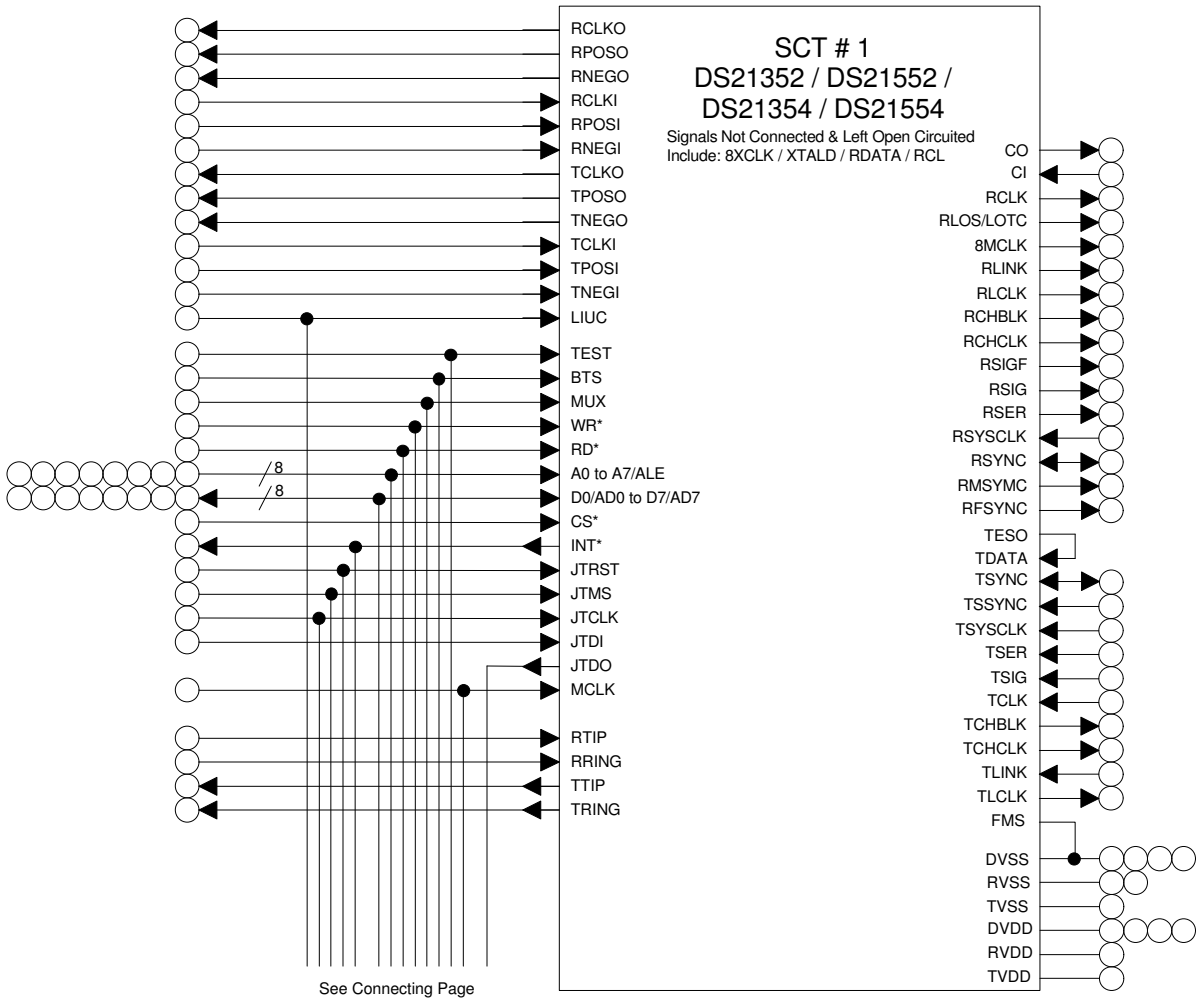 SCT # 1
DS21352 / DS21552 /
DS21354 / DS21554
Signals Not Connected & Left Open Circuited
Include: 8XCLK / XTALD / RDATA / RCL
RCLKO
RPOSO
RNEGO
RCLKI
RPOSI
RNEGI
TCLKO
TPOSO
TNEGO
TCLKI
TPOSI
TNEGI
LIUC
TEST
BTS
MUX
WR*
RD*
8
A0 to A7/ALE
8
D0/AD0 to D7/AD7
CS*
INT*
JTRST
JTMS
JTCLK
JTDI
JTDO
MCLK
RTIP
RRING
TTIP
TRING
CO
CI
RCLK
RLOS/LOTC
8MCLK
RLINK
RLCLK
RCHBLK
RCHCLK
RSIGF
RSIG
RSER
RSYSCLK
RSYNC
RMSYMC
RFSYNC
TESO
TDATA
TSYNC
TSSYNC
TSYSCLK
TSER
TSIG
TCLK
TCHBLK
TCHCLK
TLINK
TLCLK
FMS
DVSS
RVSS
TVSS
DVDD
RVDD
TVDD
See Connecting Page